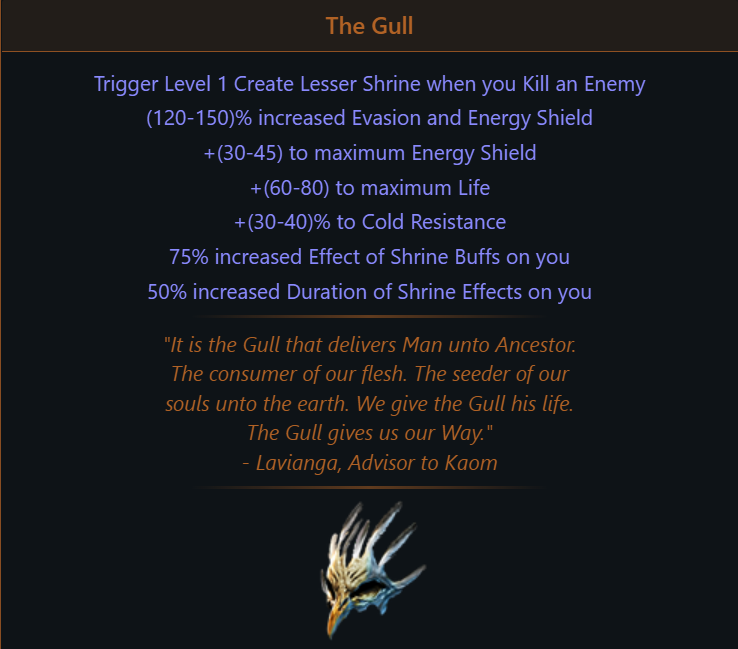 The Gull
Trigger Level 1 Create Lesser Shrine when you Kill an Enemy
(120-150)% increased Evasion and Energy Shield
+(30-45) to maximum Energy Shield
+(60-80) to maximum Life
+(30-40)% to Cold Resistance
75% increased Effect of Shrine Buffs on you
50% increased Duration of Shrine Effects on you
"It is the Gull that delivers Man unto Ancestor.
The consumer of our flesh. The seeder of our
souls unto the earth. We give the Gull his life.
The Gull gives us our Way."
- Lavianga, Advisor to Kaom